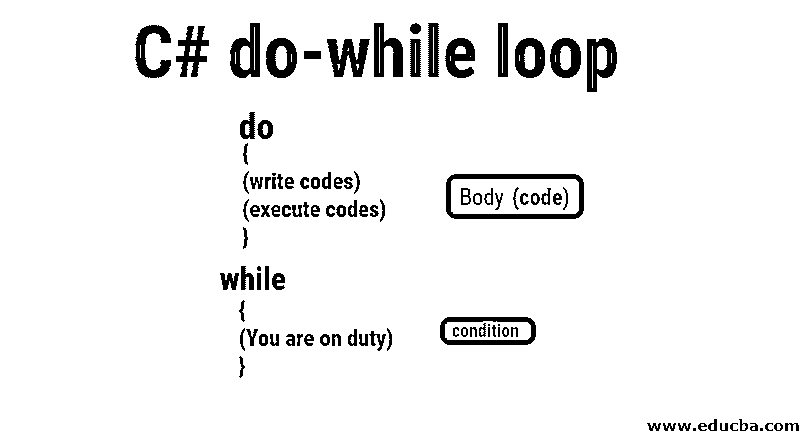 C# do-while loop
do
{
(write codes)
(execute codes)
}
Body (code)
while
{
(You are on duty)
}
condition
www.educba.com